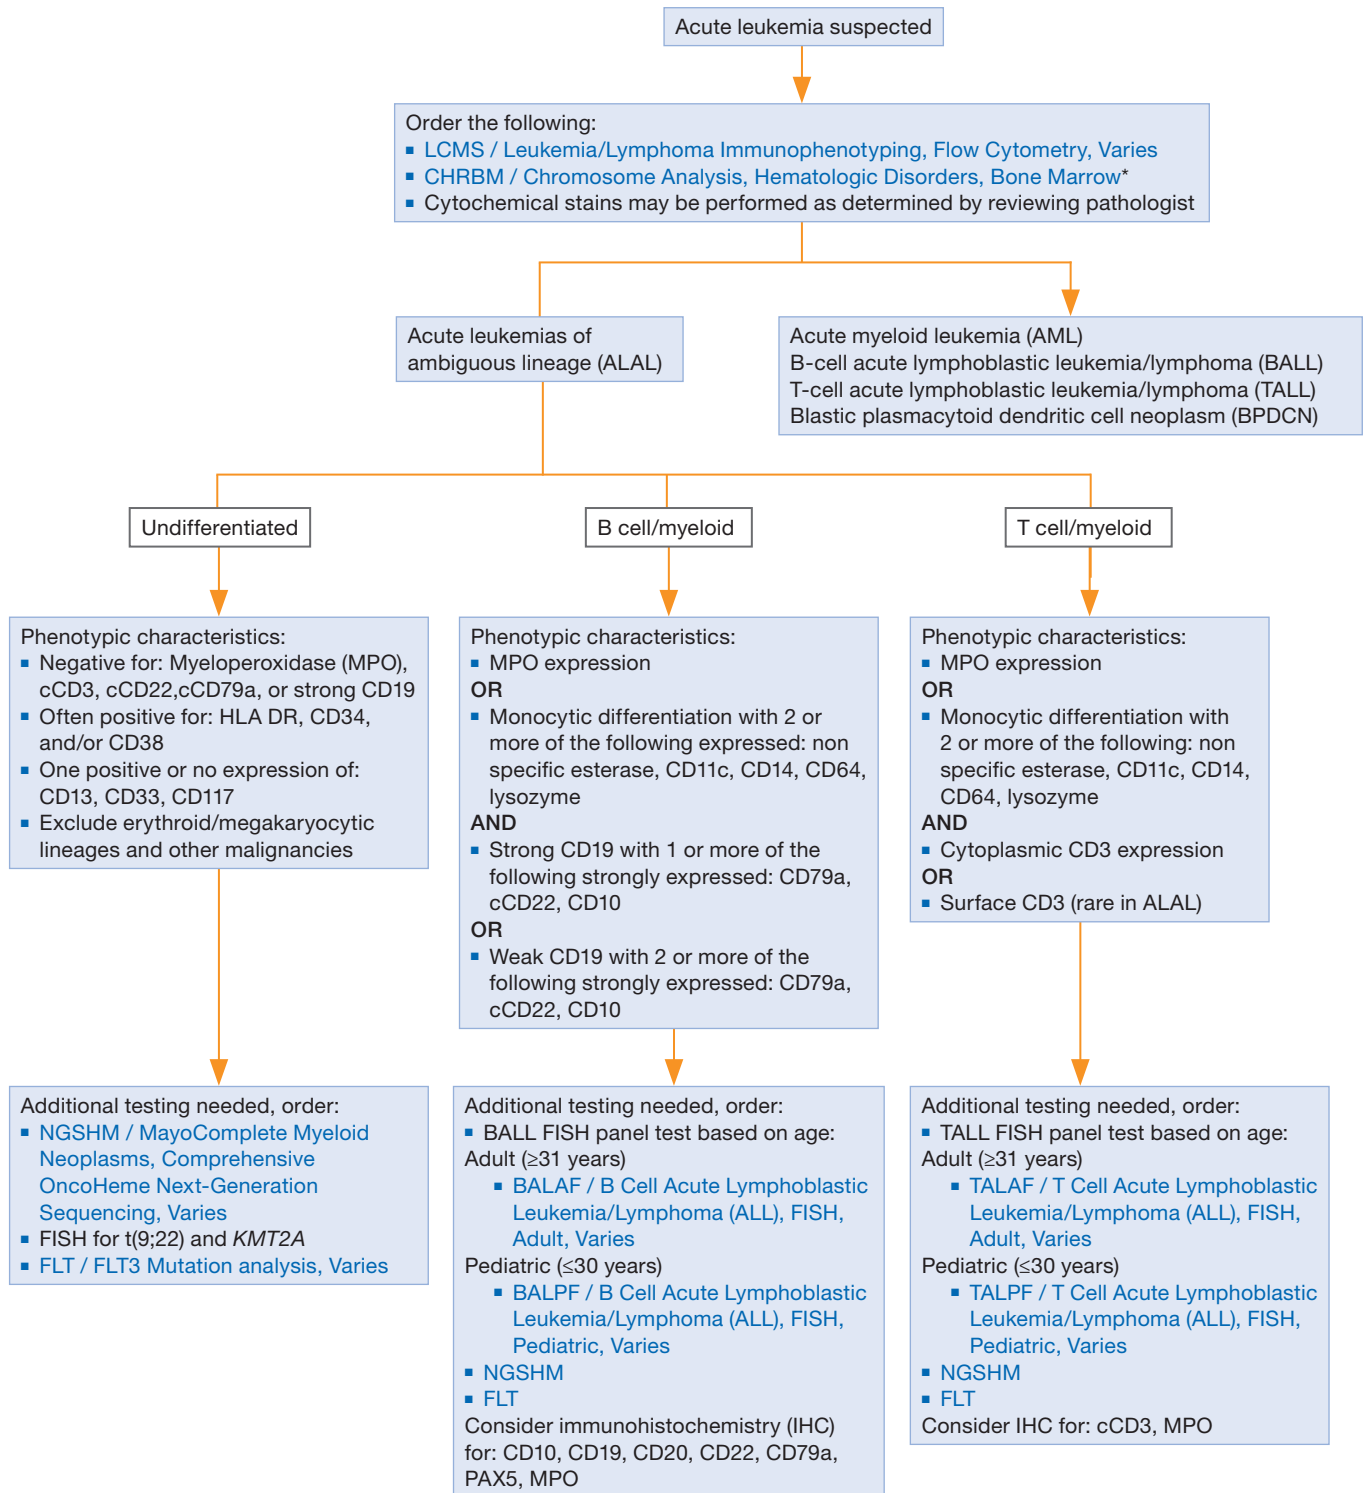 Acute leukemia suspected
Order the following:
▪ LCMS / Leukemia/Lymphoma Immunophenotyping, Flow Cytometry, Varies
▪ CHRBM / Chromosome Analysis, Hematologic Disorders, Bone Marrow*
▪ Cytochemical stains may be performed as determined by reviewing pathologist
Acute leukemias of
ambiguous lineage (ALAL)
Acute myeloid leukemia (AML)
B-cell acute lymphoblastic leukemia/lymphoma (BALL)
T-cell acute lymphoblastic leukemia/lymphoma (TALL)
Blastic plasmacytoid dendritic cell neoplasm (BPDCN)
Undifferentiated
B cell/myeloid
T cell/myeloid
Phenotypic characteristics:
▪ Negative for: Myeloperoxidase (MPO),
cCD3, cCD22,cCD79a, or strong CD19
▪ Often positive for: HLA DR, CD34,
and/or CD38
▪ One positive or no expression of:
CD13, CD33, CD117
▪ Exclude erythroid/megakaryocytic
lineages and other malignancies
Phenotypic characteristics:
▪ MPO expression
OR
▪ Monocytic differentiation with 2 or
more of the following expressed: non
specific esterase, CD11c, CD14, CD64,
lysozyme
AND
▪ Strong CD19 with 1 or more of the
following strongly expressed: CD79a,
cCD22, CD10
OR
▪ Weak CD19 with 2 or more of the
following strongly expressed: CD79a,
cCD22, CD10
Phenotypic characteristics:
▪ MPO expression
OR
▪ Monocytic differentiation with
2 or more of the following: non
specific esterase, CD11c, CD14,
CD64, lysozyme
AND
▪ Cytoplasmic CD3 expression
OR
▪ Surface CD3 (rare in ALAL)
Additional testing needed, order:
▪ NGSHM / MayoComplete Myeloid
Neoplasms, Comprehensive
OncoHeme Next-Generation
Sequencing, Varies
▪ FISH for t(9;22) and KMT2A
▪ FLT / FLT3 Mutation analysis, Varies
Additional testing needed, order:
▪ BALL FISH panel test based on age:
Adult (≥31 years)
▪ BALAF / B Cell Acute Lymphoblastic
Leukemia/Lymphoma (ALL), FISH,
Adult, Varies
Pediatric (≤30 years)
▪ BALPF / B Cell Acute Lymphoblastic
Leukemia/Lymphoma (ALL), FISH,
Pediatric, Varies
▪ NGSHM
▪ FLT
Consider immunohistochemistry (IHC)
for: CD10, CD19, CD20, CD22, CD79a,
PAX5, MPO
Additional testing needed, order:
▪ TALL FISH panel test based on age:
Adult (≥31 years)
▪ TALAF / T Cell Acute Lymphoblastic
Leukemia/Lymphoma (ALL), FISH,
Adult, Varies
Pediatric (≤30 years)
▪ TALPF / T Cell Acute Lymphoblastic
Leukemia/Lymphoma (ALL), FISH,
Pediatric, Varies
▪ NGSHM
▪ FLT
Consider IHC for: cCD3, MPO